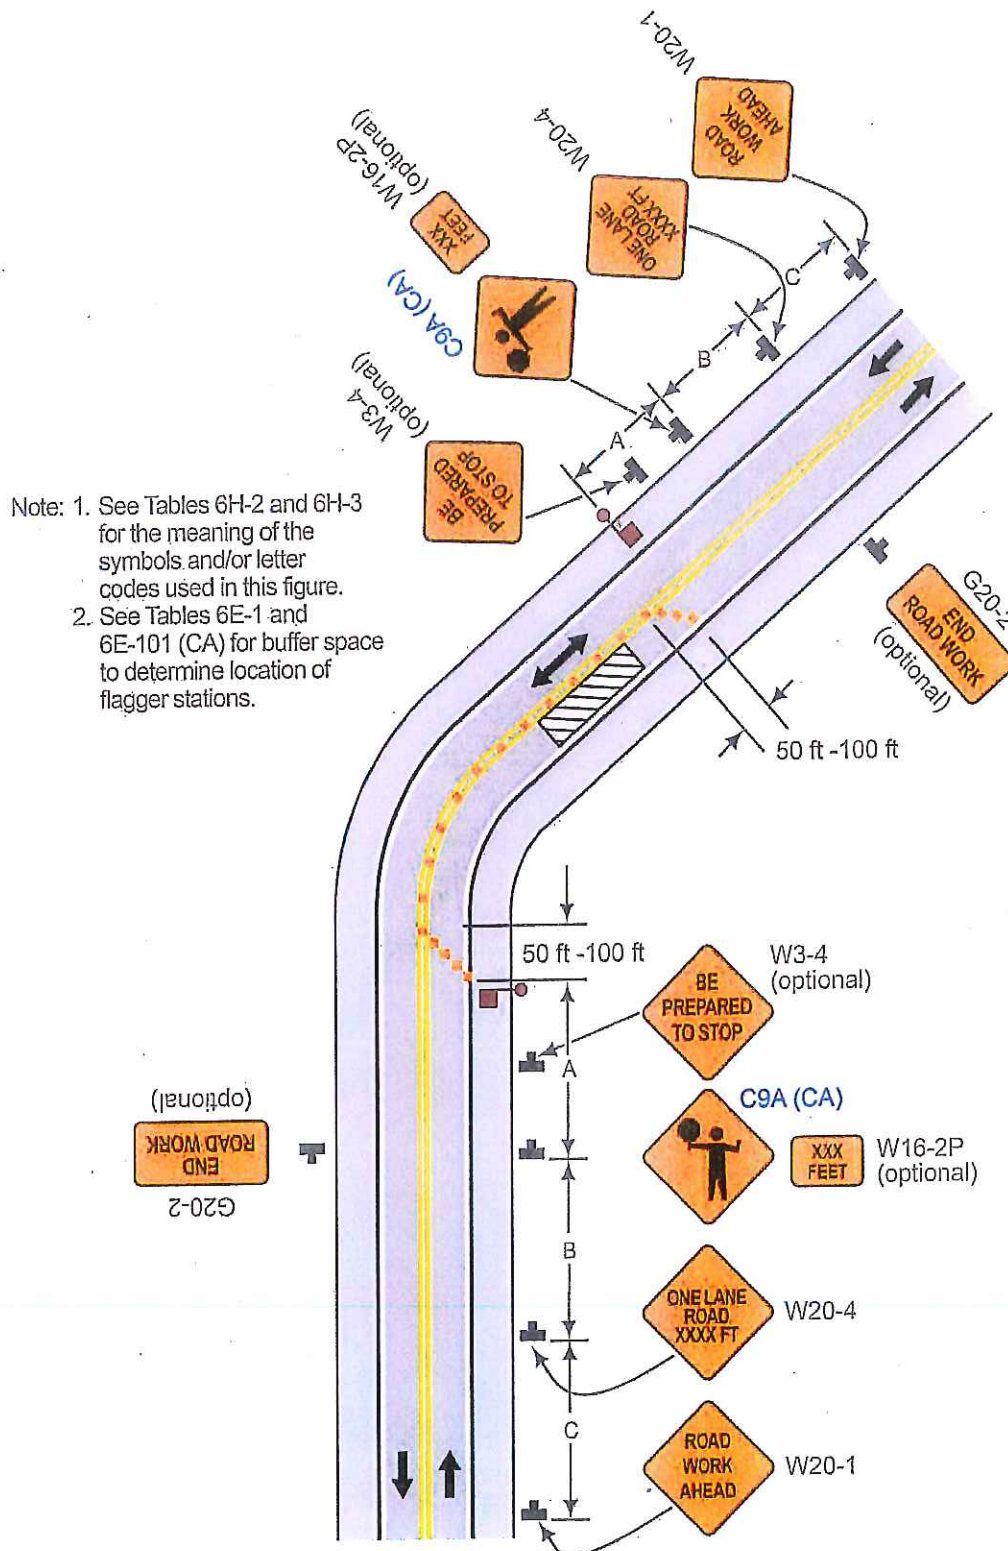 W20-1
ROAD
WORK
AHEAD
W20-4
ONE LANE
ROAD
XXXX FT
W16-2P
(optional)
XXX
FEET
C9A (CA)
W3-4
(optional)
BE
PREPARED
TO STOP
C
B
A
Note: 1. See Tables 6H-2 and 6H-3
for the meaning of the
symbols and/or letter
codes used in this figure.
2. See Tables 6E-1 and
6E-101 (CA) for buffer space
to determine location of
flagger stations.
G20-2
END
ROAD WORK
(optional)
50 ft -100 ft
50 ft -100 ft
W3-4
(optional)
BE
PREPARED
TO STOP
A
C9A (CA)
XXX
FEET
W16-2P
(optional)
G20-2
END
ROAD WORK
(optional)
B
ONE LANE
ROAD
XXXX FT
W20-4
C
ROAD
WORK
AHEAD
W20-1